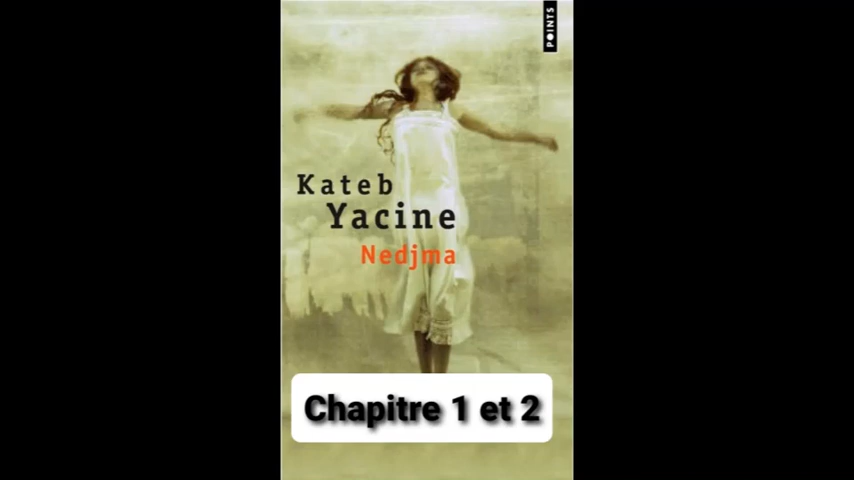 POINTS
Kateb
Yacine
Nedjma
Chapitre 1 et 2